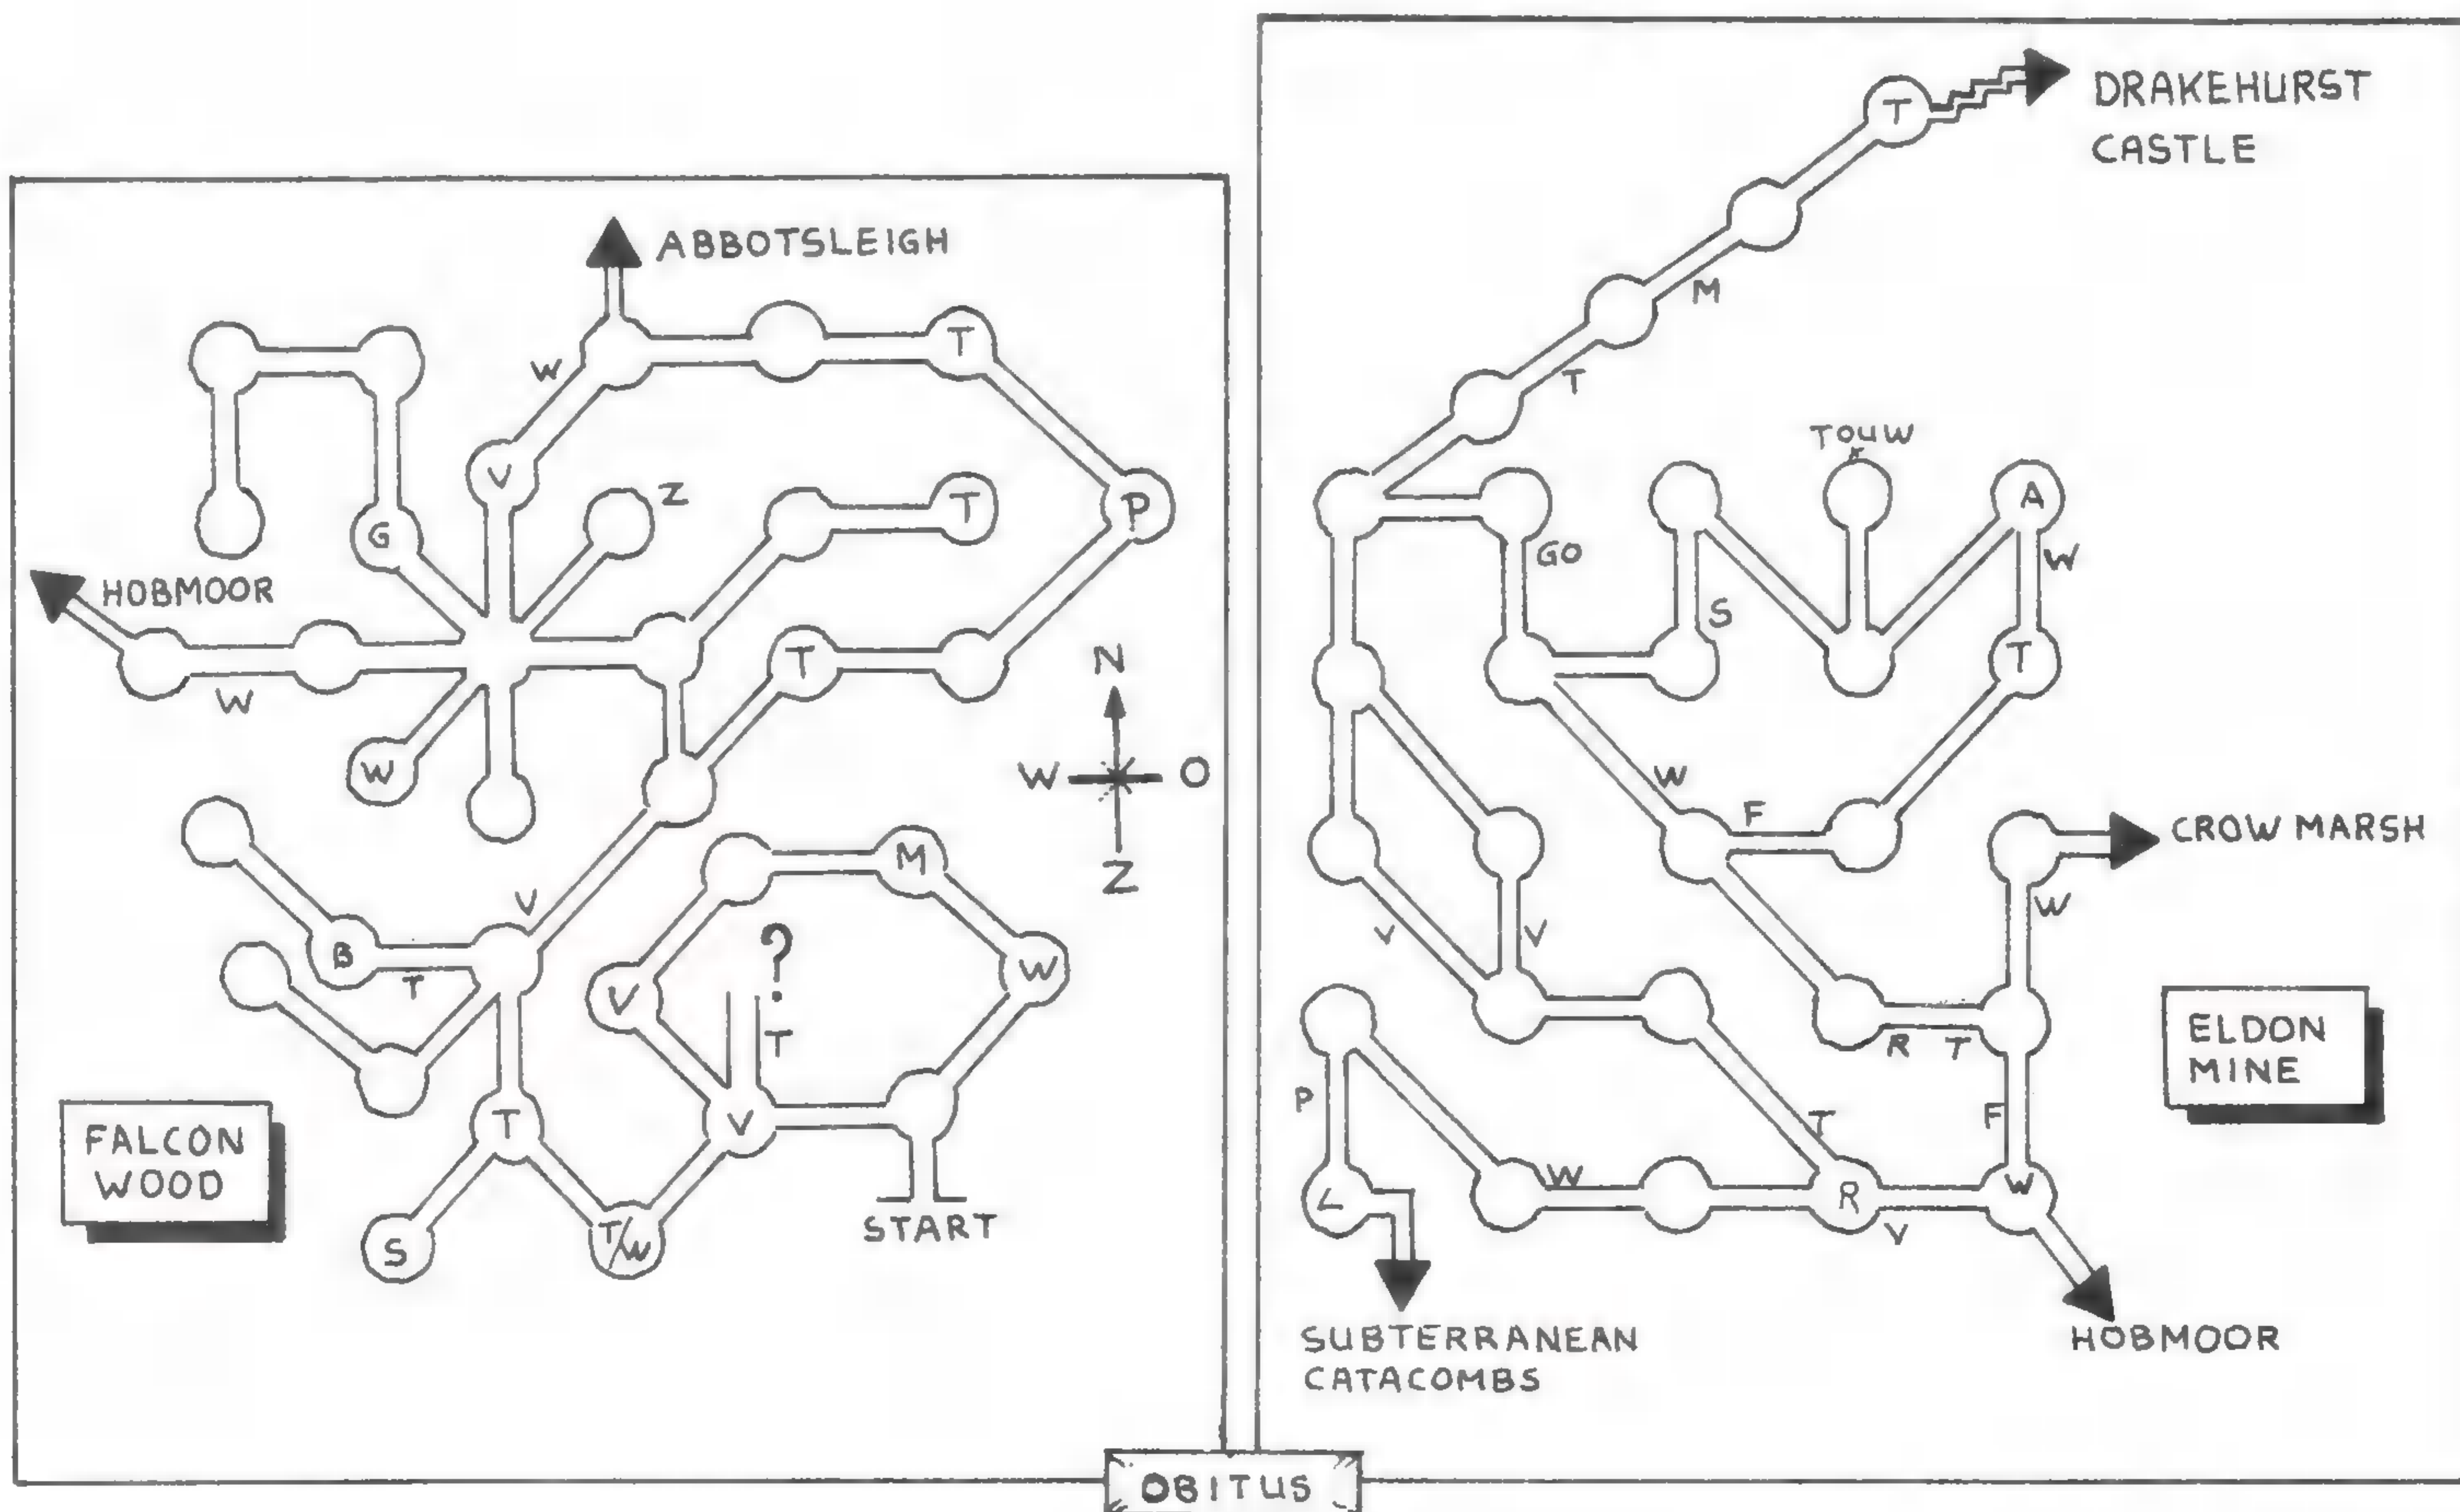 ABBOTSLEIGH
W
T
V
Z
T
P
G
HOBMOOR
W
T
W
N
W O
Z
V
B
T
M
?
V
W
T
T
V
FALCON
WOOD
S
T/W
START
DRAKEHURST
CASTLE
T
M
T
TOUW
A
GO
W
S
T
W
F
CROW MARSH
V
V
W
R T
ELDON
MINE
P
T
F
L
W
R
W
V
SUBTERRANEAN
CATACOMBS
HOBMOOR
OBITUS